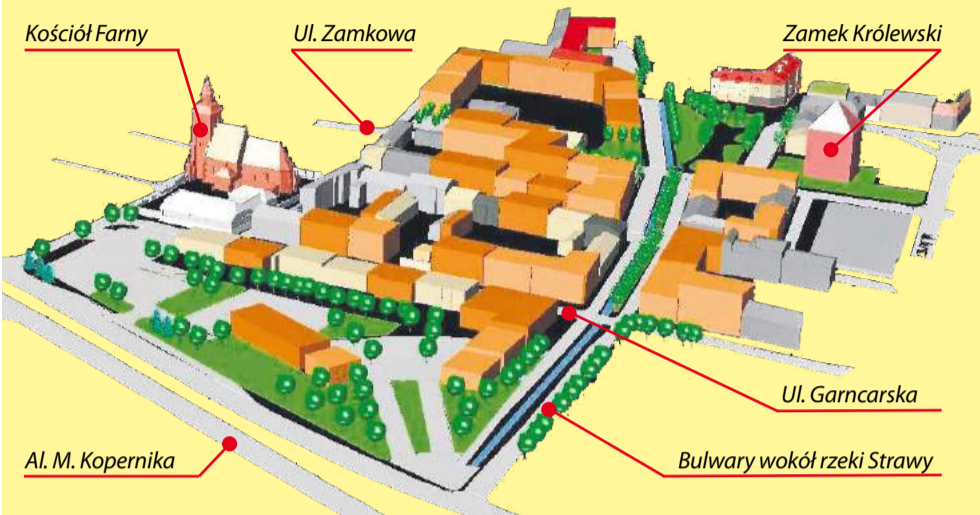 Kościół Farny
Ul. Zamkowa
Zamek Królewski
Ul. Garncarska
Al. M. Kopernika
Bulwary wokół rzeki Strawy